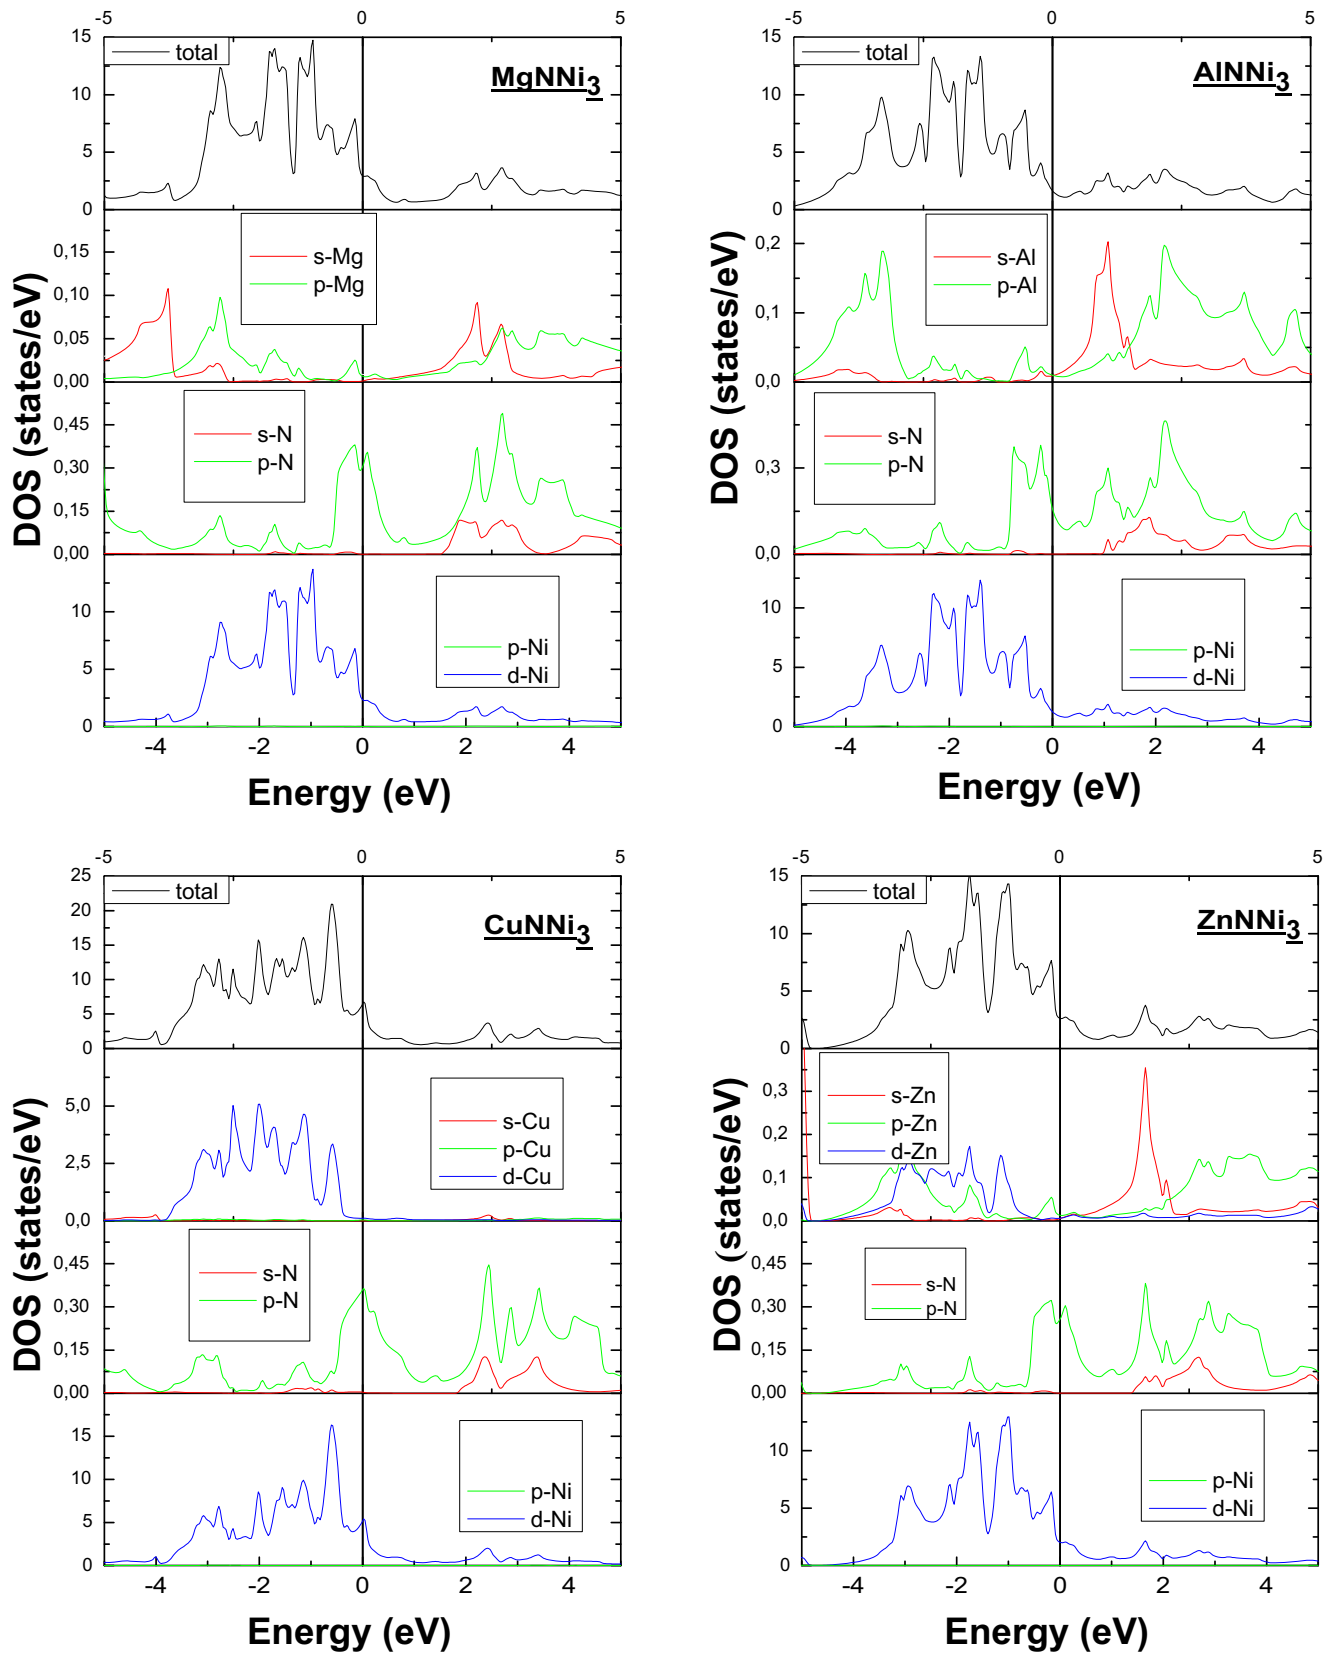 -5 0 5
15
total
MgNNi3
10
5
0
0,15
s-Mg
p-Mg
0,10
0,05
0,00
0,45
s-N
p-N
0,30
0,15
0,00
10
p-Ni
5
d-Ni
0
-4 -2 0 2 4
DOS (states/eV)
DOS (states/eV)
Energy (eV)
-5 0 5
15
total
AlNNi3
10
5
0
0,2
s-Al
p-Al
0,1
0,0
s-N
0,3
p-N
0,0
10
p-Ni
5
d-Ni
0
-4 -2 0 2 4
DOS (states/eV)
Energy (eV)
-5 0 5
25
total
20
CuNNi3
15
10
5
0
5,0
s-Cu
p-Cu
2,5
d-Cu
0,0
0,45
s-N
p-N
0,30
0,15
0,00
15
10
p-Ni
5
d-Ni
0
-4 -2 0 2 4
DOS (states/eV)
Energy (eV)
-5 0 5
15
total
ZnNNi3
10
5
0
0,3
s-Zn
p-Zn
0,2
d-Zn
0,1
0,0
0,45
s-N
0,30
p-N
0,15
0,00
10
p-Ni
5
d-Ni
0
-4 -2 0 2 4
DOS (states/eV)
Energy (eV)